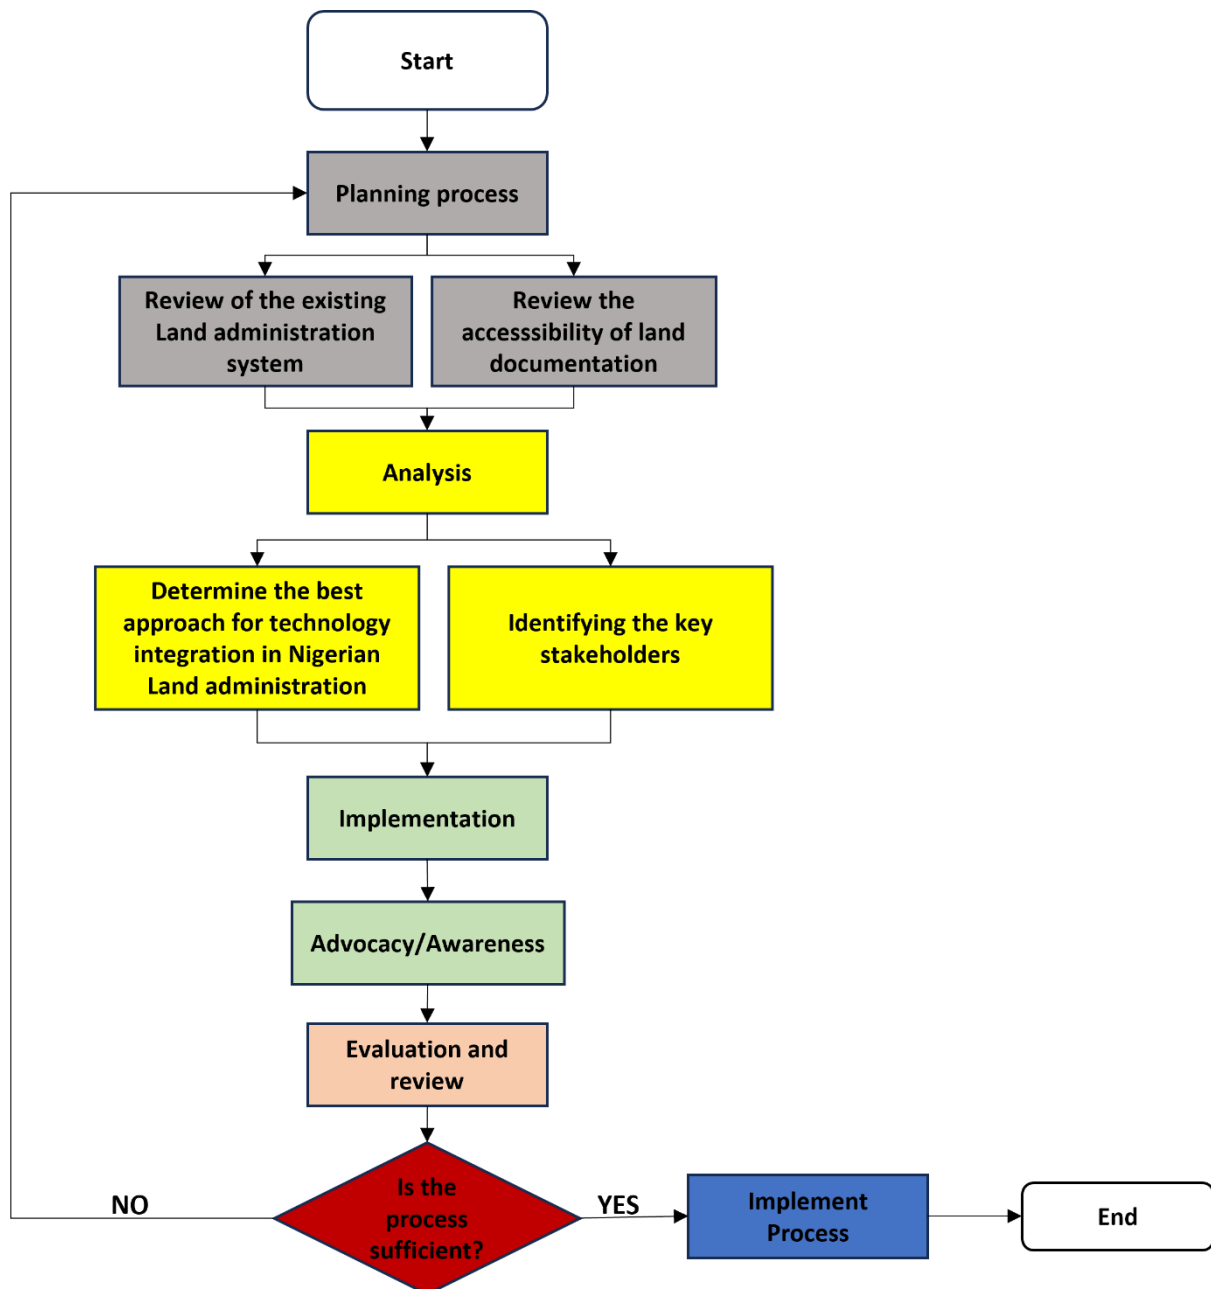 Start
Planning process
Review of the existing
Land administration
system
Review the
accesssibility of land
documentation
Analysis
Determine the best
approach for technology
integration in Nigerian
Land administration
Identifying the key
stakeholders
Implementation
Advocacy/Awareness
Evaluation and
review
Is the
process
sufficient?
NO
YES
Implement
Process
End